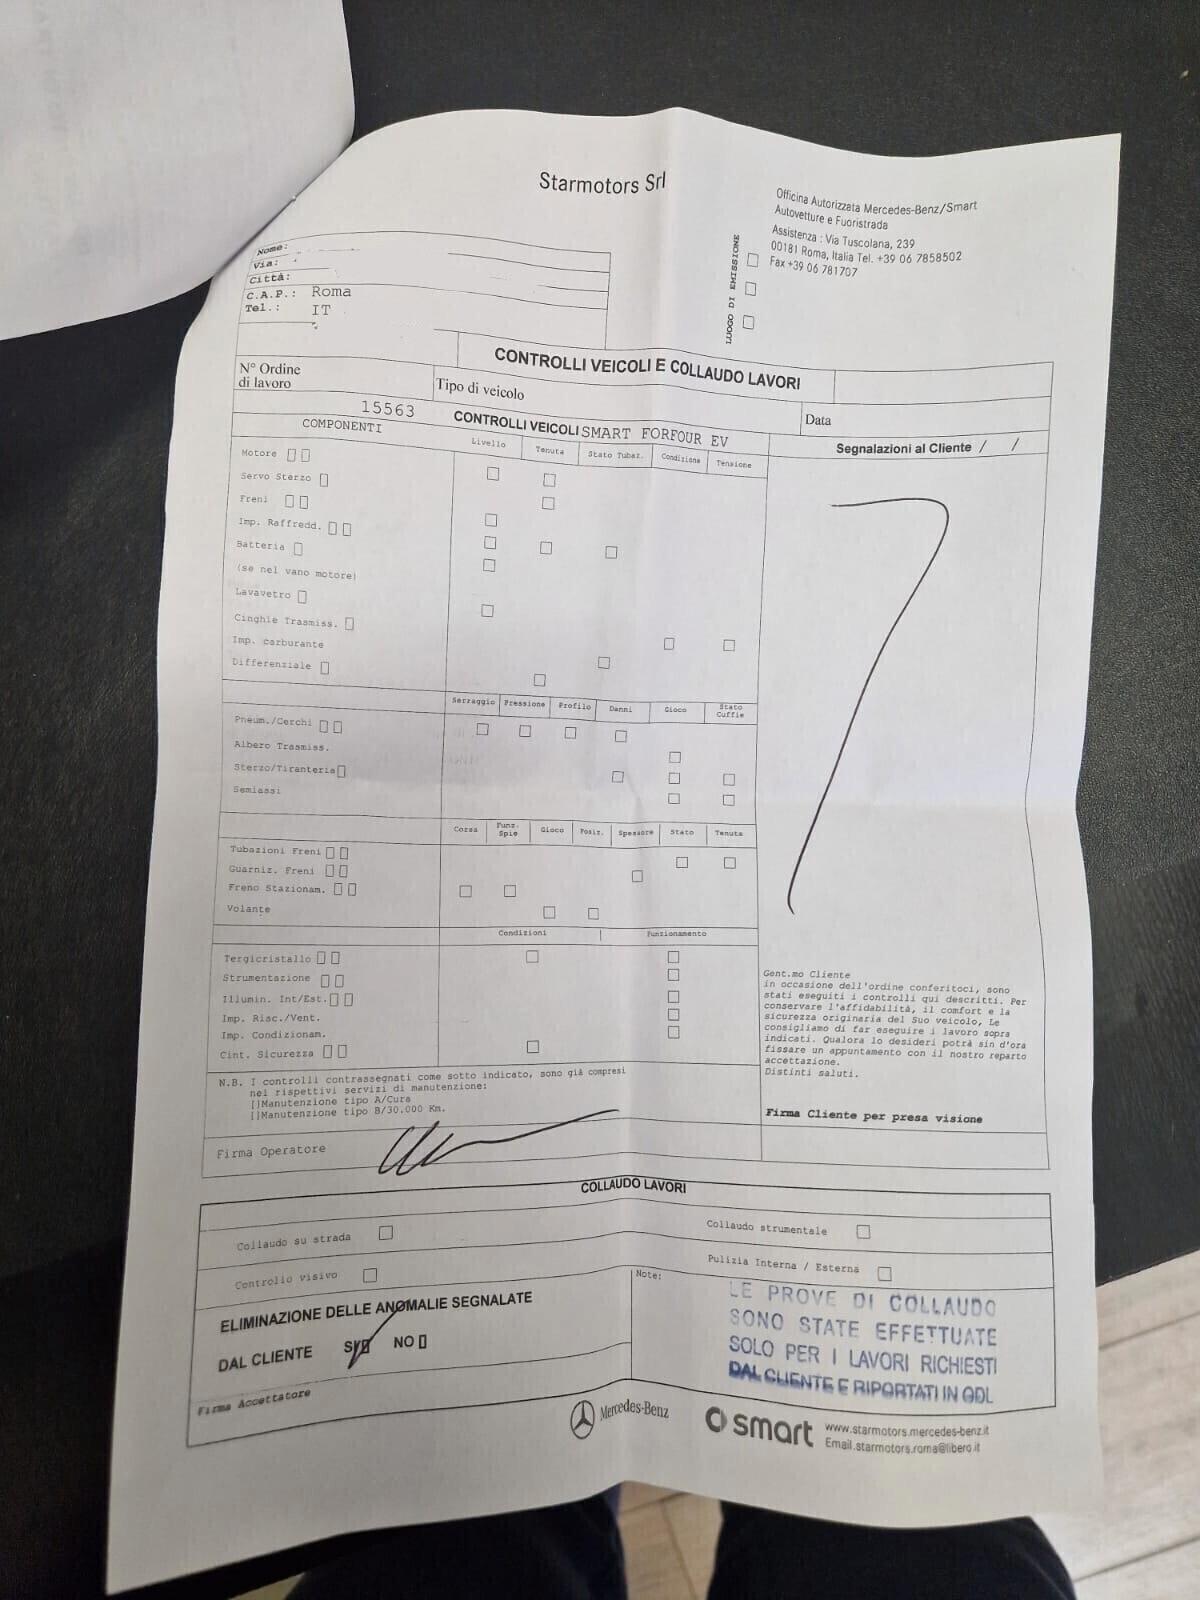 Starmotors Srl
Officina Autorizzata Mercedes-Benz/Smart
Autovetture e Fuoristrada
Assistenza : Via Tuscolana, 239
00181 Roma, Italia Tel. +39 06 7858502
Fax +39 06 781707
LUOGO DI EMISSIONE
Nome:
Via:
Città:
C.A.P.: Roma
Tel.: IT
CONTROLLI VEICOLI E COLLAUDO LAVORI
N° Ordine
di lavoro
15563
Tipo di veicolo
Data
CONTROLLI VEICOLI SMART FORFOUR EV
Segnalazioni al Cliente / /
COMPONENTI
Livello Tenuta Stato Tubaz. Condizione Tensione
Motore
Servo Sterzo
Freni
Imp. Raffredd.
Batteria
(se nel vano motore)
Lavavetro
Cinghie Trasmiss.
Imp. carburante
Differenziale
Serraggio Pressione Profilo Danni Gioco Stato Cuffie
Pneum./Cerchi
Albero Trasmiss.
Sterzo/Tiranteria
Semiassi
Corsa Funz. Spie Gioco Posiz. Spessore Stato Tenuta
Tubazioni Freni
Guarniz. Freni
Freno Stazionam.
Volante
Condizioni Funzionamento
Tergicristallo
Strumentazione
Illumin. Int/Est.
Imp. Risc./Vent.
Imp. Condizionam.
Cint. Sicurezza
Gent.mo Cliente
in occasione dell'ordine conferitoci, sono
stati eseguiti i controlli qui descritti. Per
conservare l'affidabilità, il comfort e la
sicurezza originaria del Suo veicolo, Le
consigliamo di far eseguire i lavoro sopra
indicati. Qualora lo desideri potrà sin d'ora
fissare un appuntamento con il nostro reparto
accettazione.
Distinti saluti.
N.B. I controlli contrassegnati come sotto indicato, sono già compresi
nei rispettivi servizi di manutenzione:
[]Manutenzione tipo A/Cura
[]Manutenzione tipo B/30.000 Km.
Firma Cliente per presa visione
Firma Operatore
COLLAUDO LAVORI
Collaudo su strada
Collaudo strumentale
Controllo visivo
Pulizia Interna / Esterna
ELIMINAZIONE DELLE ANOMALIE SEGNALATE
DAL CLIENTE SI NO
Note:
LE PROVE DI COLLAUDO
SONO STATE EFFETTUATE
SOLO PER I LAVORI RICHIESTI
DAL CLIENTE E RIPORTATI IN ODL
Firma Accettatore
Mercedes-Benz
smart
www.starmotors.mercedes-benz.it
Email.starmotors.roma@libero.it